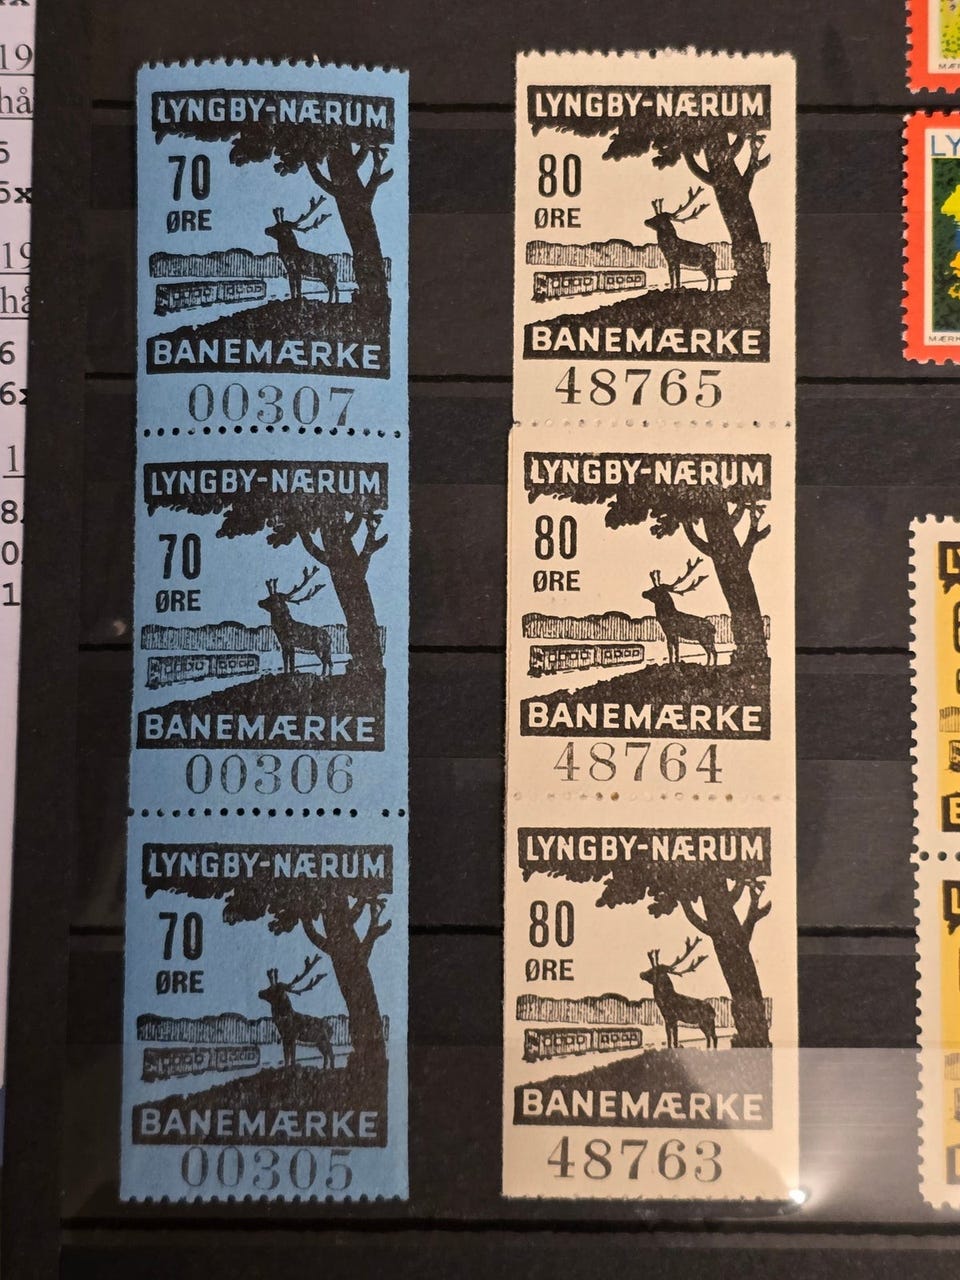 LYNGBY-NÆRUM
70
ØRE
BANEMÆRKE
00307
LYNGBY-NÆRUM
70
ØRE
BANEMÆRKE
00306
LYNGBY-NÆRUM
70
ØRE
BANEMÆRKE
00305
LYNGBY-NÆRUM
80
ØRE
BANEMÆRKE
48765
LYNGBY-NÆRUM
80
ØRE
BANEMÆRKE
48764
LYNGBY-NÆRUM
80
ØRE
BANEMÆRKE
48763